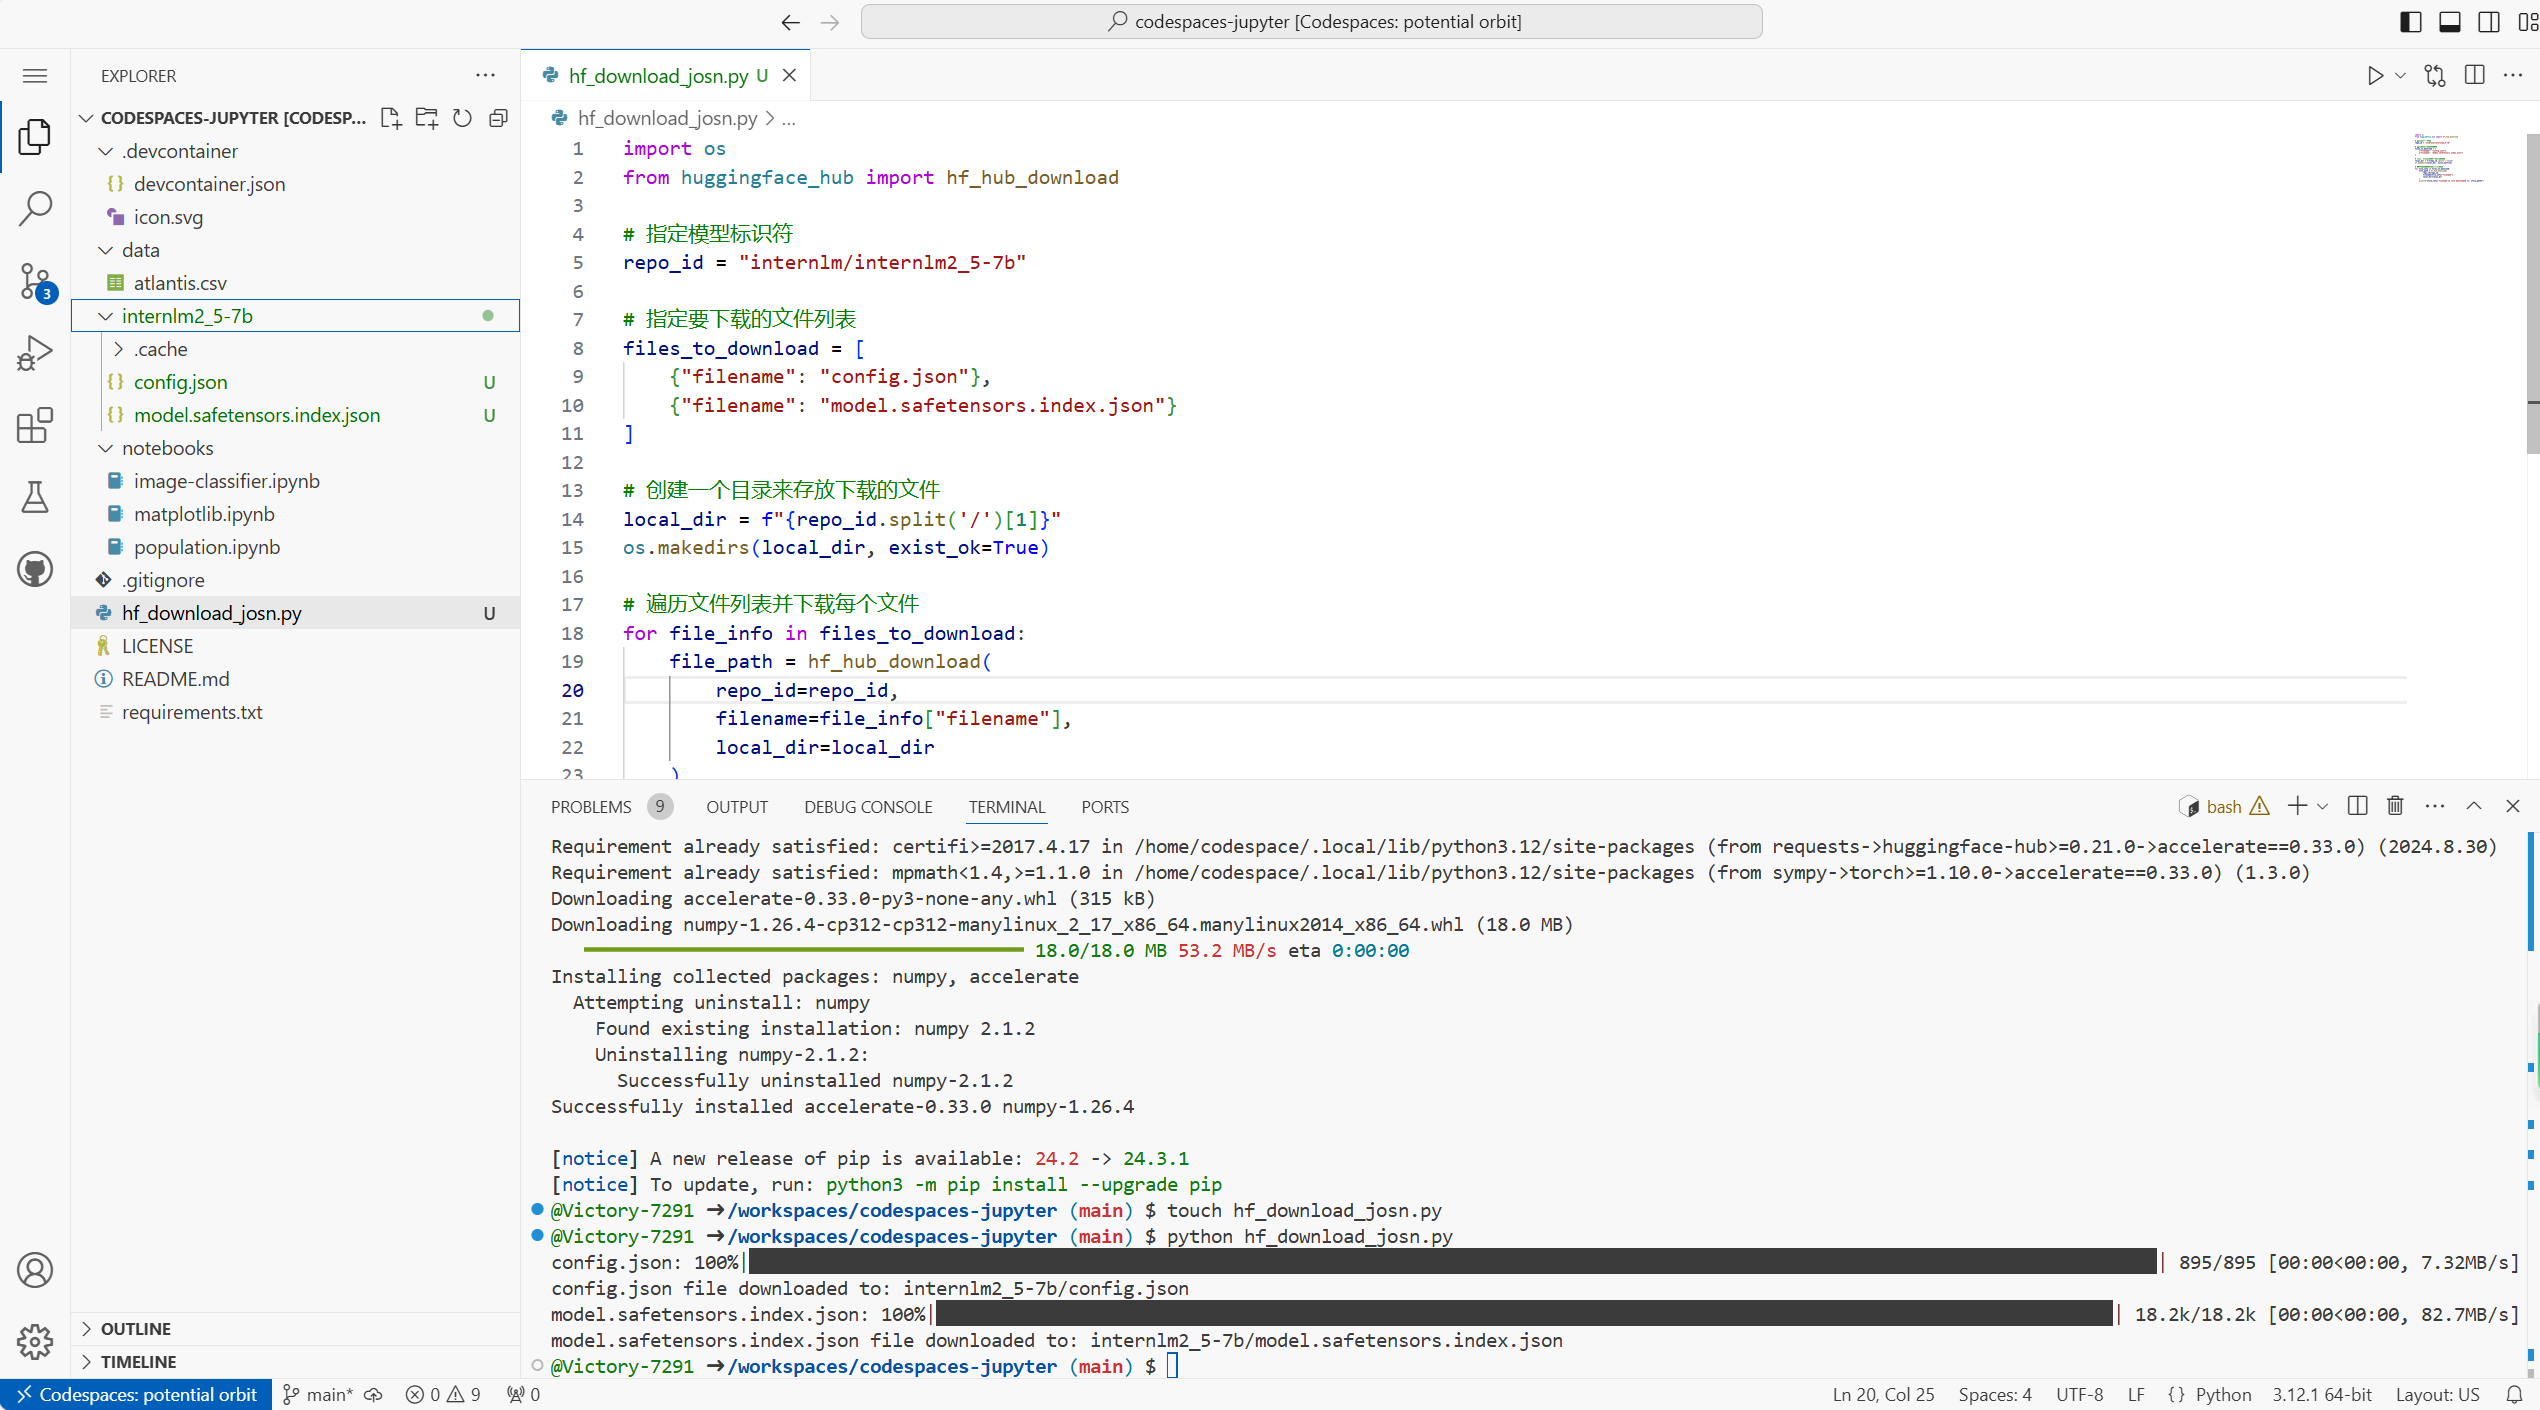 codespaces-jupyter [Codespaces: potential orbit]
EXPLORER
CODESPACES-JUPYTER [CODESP...
.devcontainer
devcontainer.json
icon.svg
data
atlantis.csv
internlm2_5-7b
.cache
config.json U
model.safetensors.index.json U
notebooks
image-classifier.ipynb
matplotlib.ipynb
population.ipynb
.gitignore
hf_download_josn.py U
LICENSE
README.md
requirements.txt
OUTLINE
TIMELINE
3
hf_download_josn.py U
hf_download_josn.py > ...
1 import os
2 from huggingface_hub import hf_hub_download
3
4 # 指定模型标识符
5 repo_id = "internlm/internlm2_5-7b"
6
7 # 指定要下载的文件列表
8 files_to_download = [
9 {"filename": "config.json"},
10 {"filename": "model.safetensors.index.json"}
11 ]
12
13 # 创建一个目录来存放下载的文件
14 local_dir = f"{repo_id.split('/')[1]}"
15 os.makedirs(local_dir, exist_ok=True)
16
17 # 遍历文件列表并下载每个文件
18 for file_info in files_to_download:
19 file_path = hf_hub_download(
20 repo_id=repo_id,
21 filename=file_info["filename"],
22 local_dir=local_dir
23 )
PROBLEMS 9 OUTPUT DEBUG CONSOLE TERMINAL PORTS
bash
Requirement already satisfied: certifi>=2017.4.17 in /home/codespace/.local/lib/python3.12/site-packages (from requests->huggingface-hub>=0.21.0->accelerate==0.33.0) (2024.8.30)
Requirement already satisfied: mpmath<1.4,>=1.1.0 in /home/codespace/.local/lib/python3.12/site-packages (from sympy->torch>=1.10.0->accelerate==0.33.0) (1.3.0)
Downloading accelerate-0.33.0-py3-none-any.whl (315 kB)
Downloading numpy-1.26.4-cp312-cp312-manylinux_2_17_x86_64.manylinux2014_x86_64.whl (18.0 MB)
18.0/18.0 MB 53.2 MB/s eta 0:00:00
Installing collected packages: numpy, accelerate
Attempting uninstall: numpy
Found existing installation: numpy 2.1.2
Uninstalling numpy-2.1.2:
Successfully uninstalled numpy-2.1.2
Successfully installed accelerate-0.33.0 numpy-1.26.4
[notice] A new release of pip is available: 24.2 -> 24.3.1
[notice] To update, run: python3 -m pip install --upgrade pip
@Victory-7291 ➜/workspaces/codespaces-jupyter (main) $ touch hf_download_josn.py
@Victory-7291 ➜/workspaces/codespaces-jupyter (main) $ python hf_download_josn.py
config.json: 100%| | 895/895 [00:00<00:00, 7.32MB/s]
config.json file downloaded to: internlm2_5-7b/config.json
model.safetensors.index.json: 100%| | 18.2k/18.2k [00:00<00:00, 82.7MB/s]
model.safetensors.index.json file downloaded to: internlm2_5-7b/model.safetensors.index.json
@Victory-7291 ➜/workspaces/codespaces-jupyter (main) $
Codespaces: potential orbit main* 0 9 0 Ln 20, Col 25 Spaces: 4 UTF-8 LF {} Python 3.12.1 64-bit Layout: US